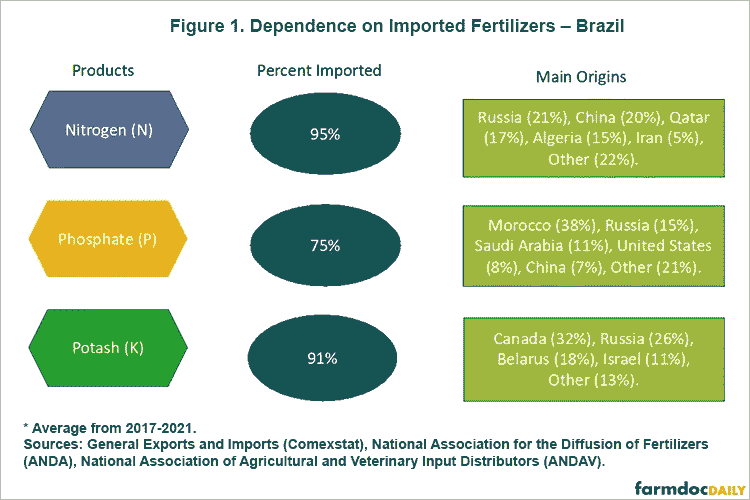 Figure 1. Dependence on Imported Fertilizers – Brazil
Products
Percent Imported
Main Origins
Nitrogen (N)
95%
Russia (21%), China (20%), Qatar
(17%), Algeria (15%), Iran (5%),
Other (22%).
Phosphate (P)
75%
Morocco (38%), Russia (15%),
Saudi Arabia (11%), United States
(8%), China (7%), Other (21%).
Potash (K)
91%
Canada (32%), Russia (26%),
Belarus (18%), Israel (11%),
Other (13%).
* Average from 2017-2021.
Sources: General Exports and Imports (Comexstat), National Association for the Diffusion of Fertilizers
(ANDA), National Association of Agricultural and Veterinary Input Distributors (ANDAV).
farmdocDAILY